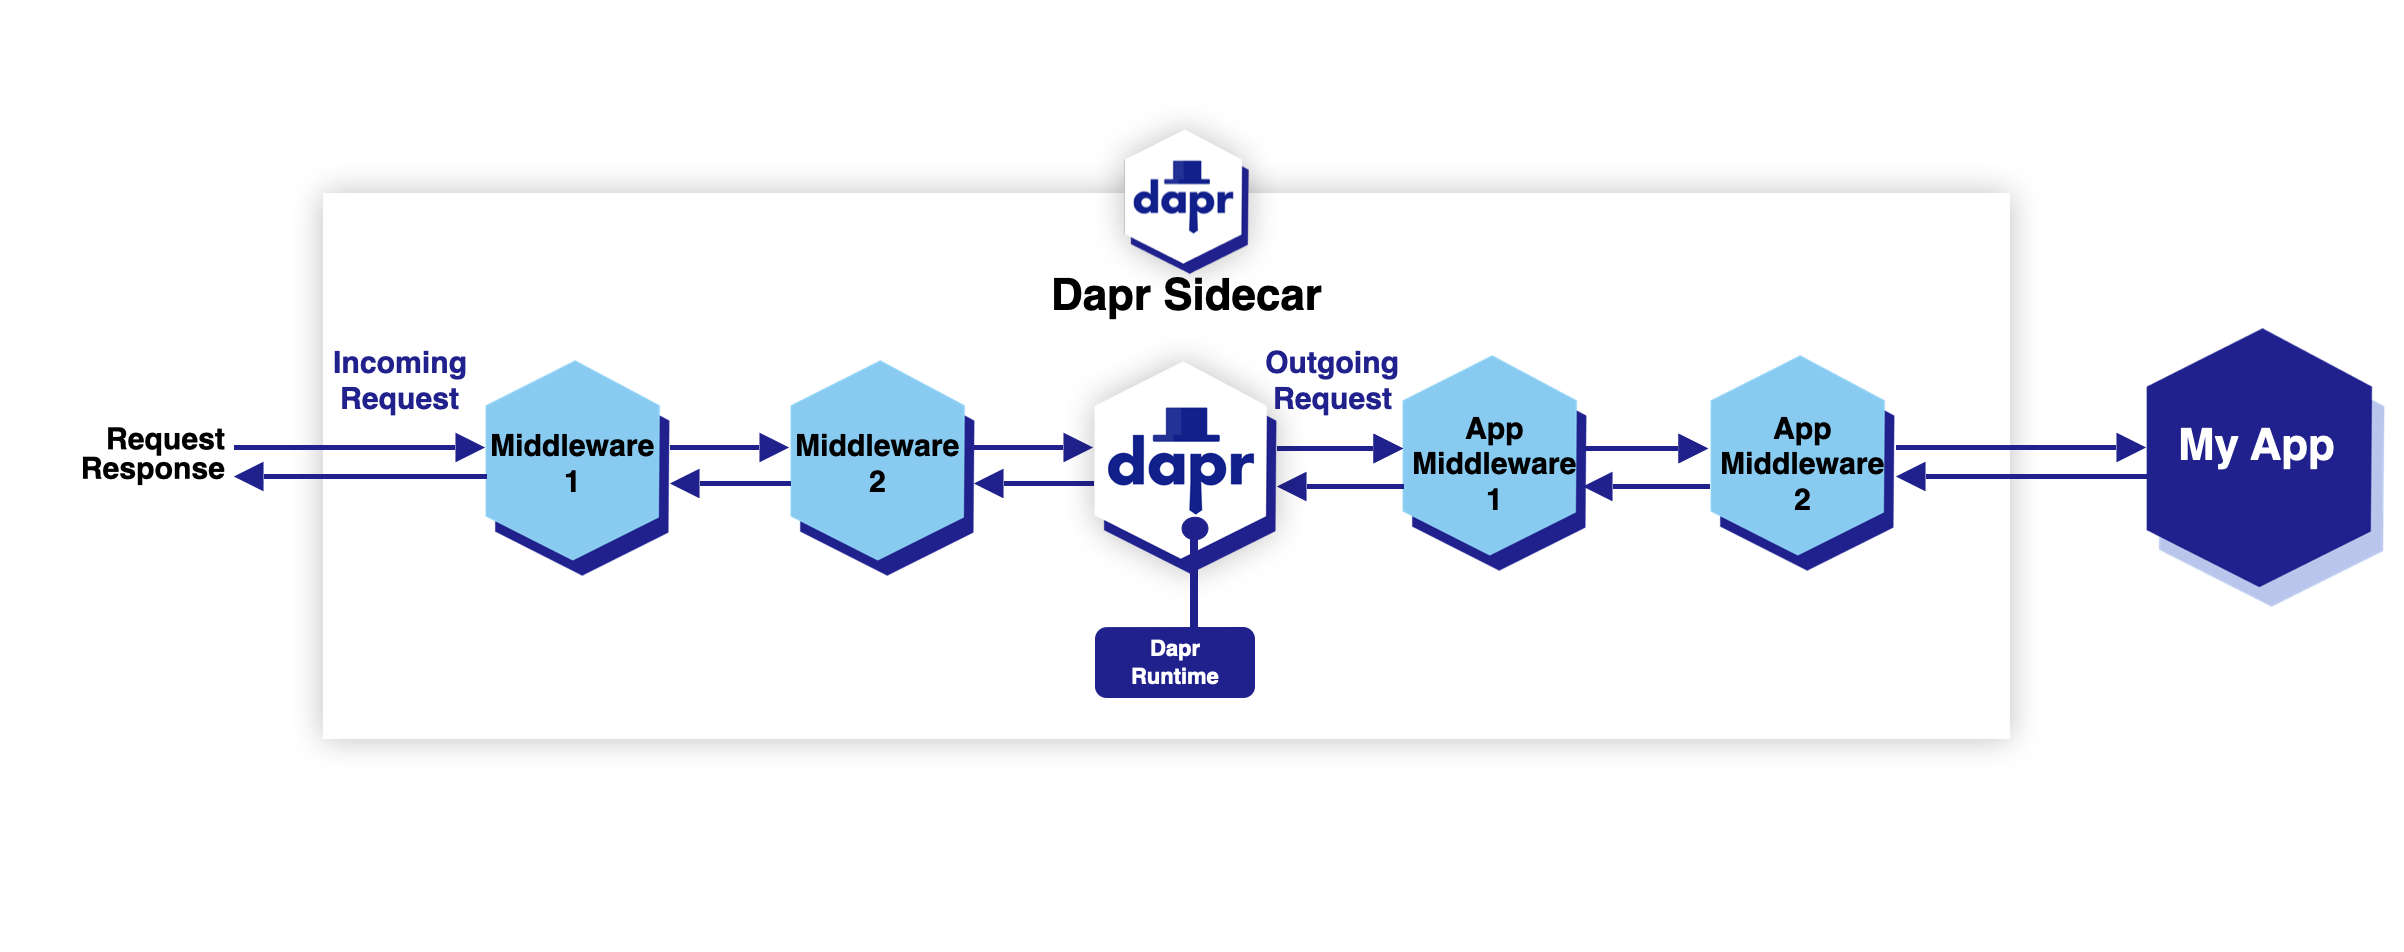 dapr
Dapr Sidecar
Incoming
Request
Outgoing
Request
Request
Response
Middleware
1
Middleware
2
dapr
App
Middleware
1
App
Middleware
2
My App
Dapr
Runtime